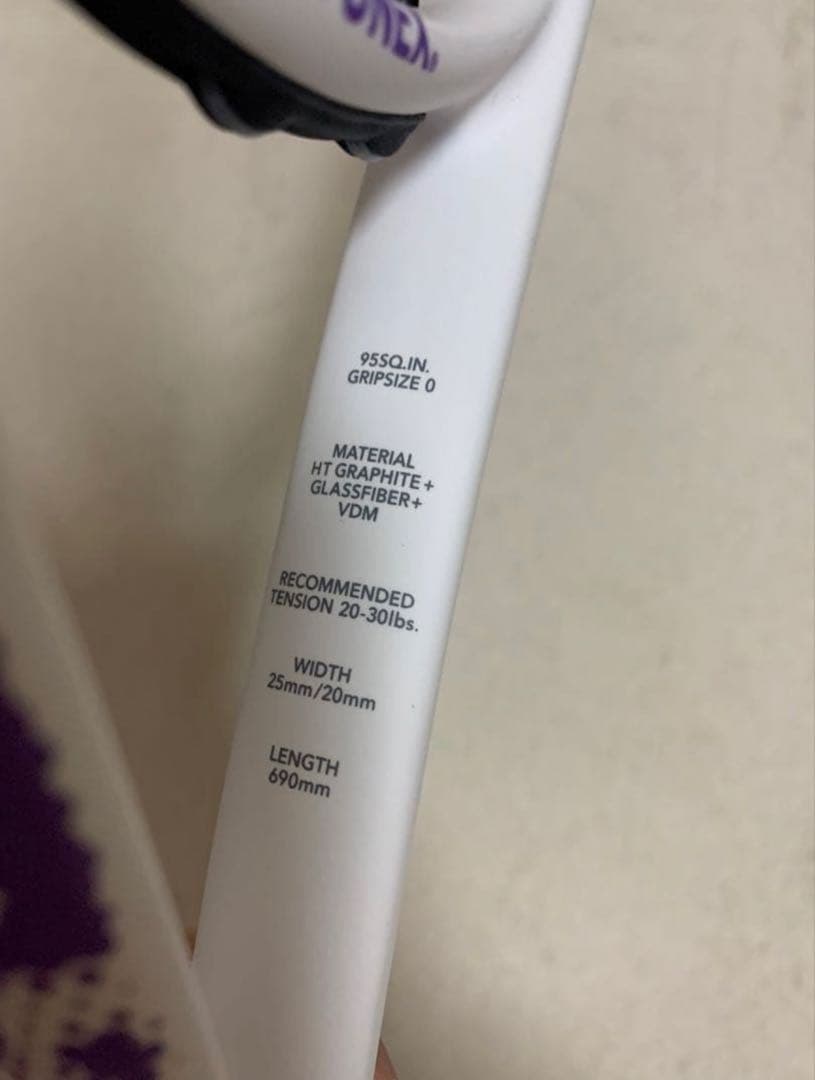 95SQ.IN.
GRIPSIZE 0
MATERIAL
HT GRAPHITE+
GLASSFIBER+
VDM
RECOMMENDED
TENSION 20-30lbs.
WIDTH
25mm/20mm
LENGTH
690mm